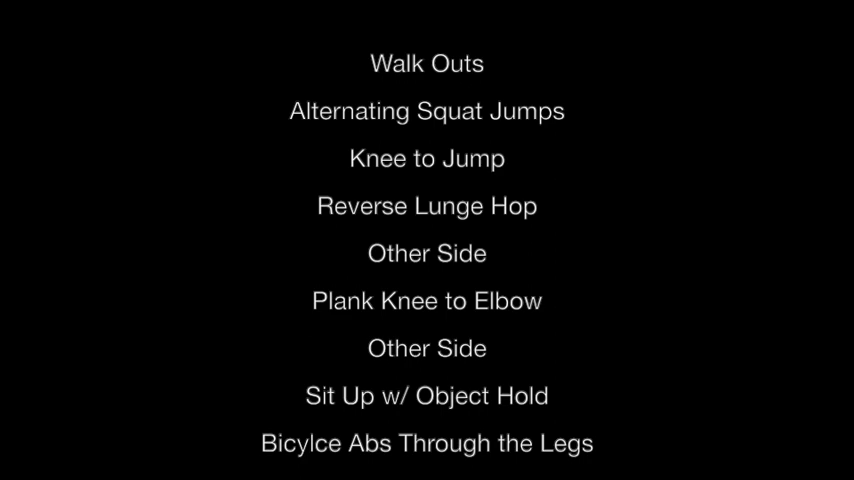 Walk Outs
Alternating Squat Jumps
Knee to Jump
Reverse Lunge Hop
Other Side
Plank Knee to Elbow
Other Side
Sit Up w/ Object Hold
Bicylce Abs Through the Legs